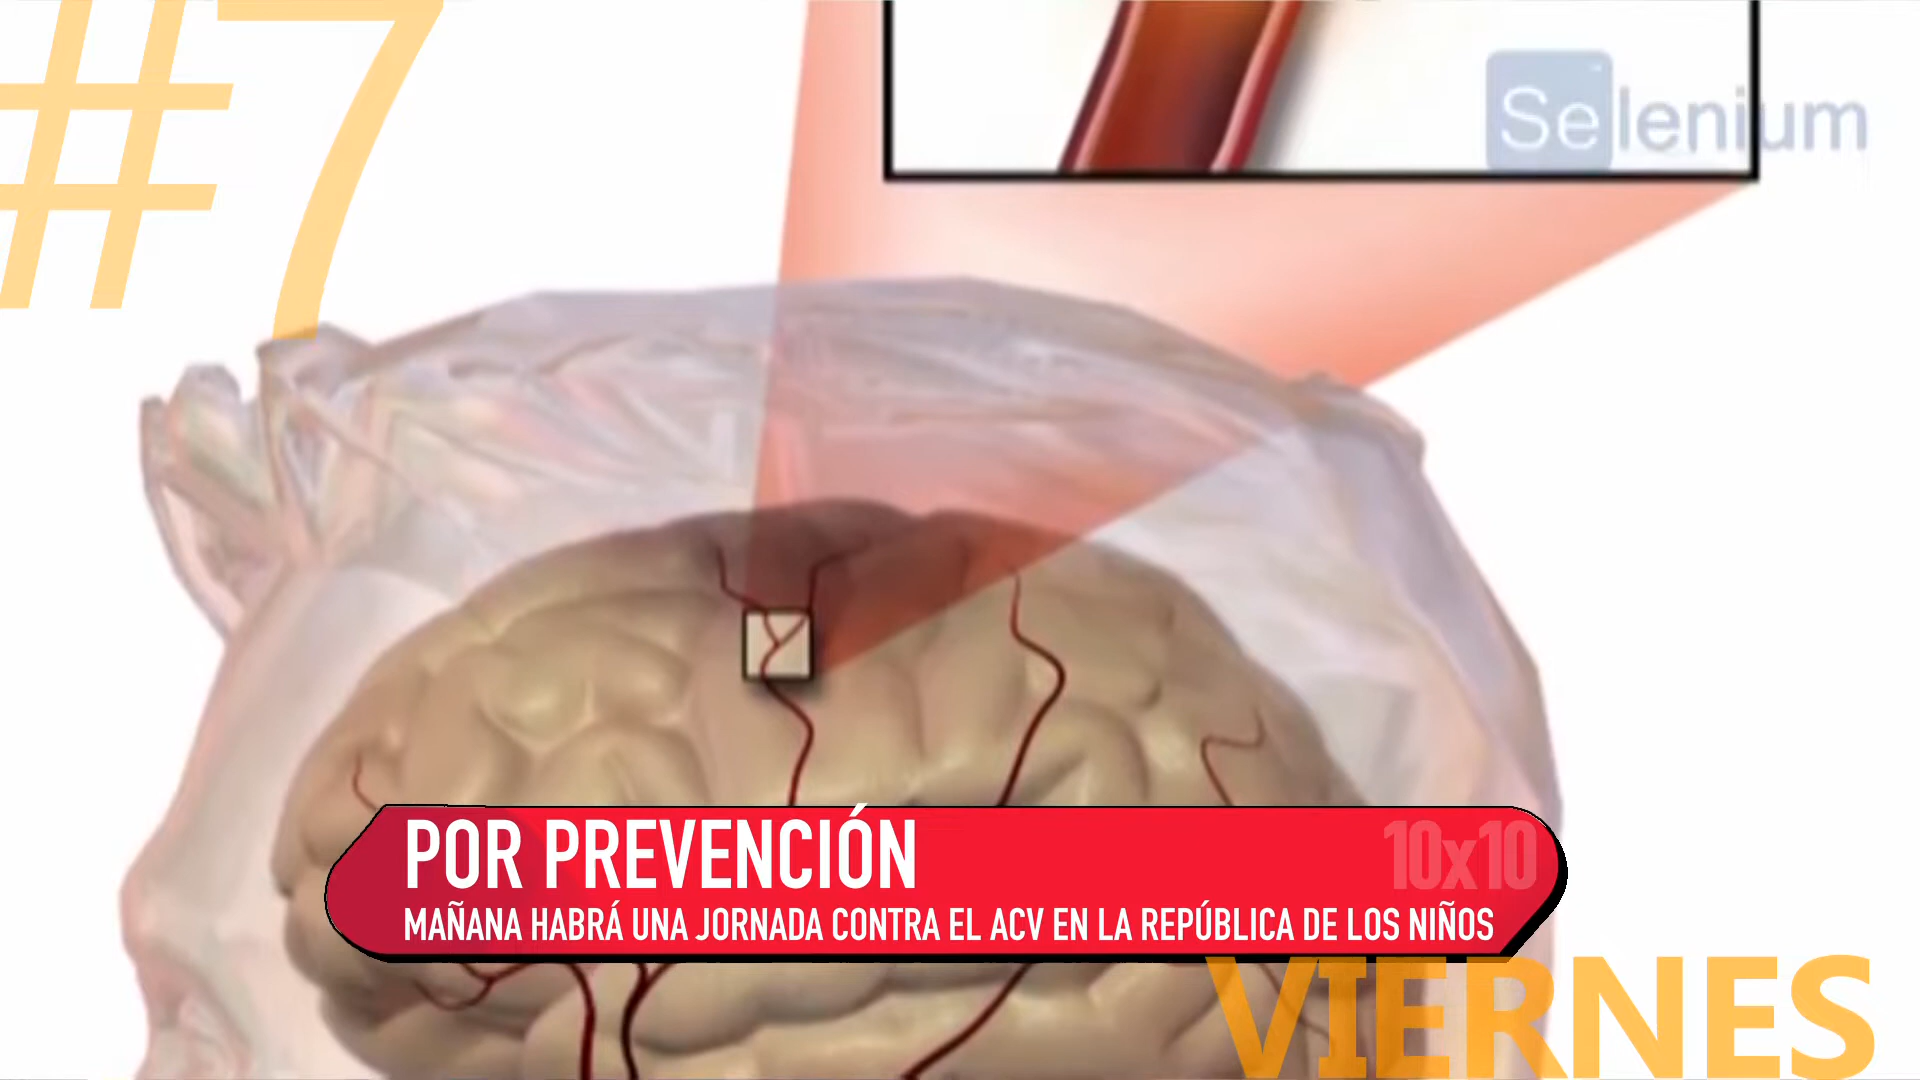 #7
Selenium
POR PREVENCIÓN
10x10
MAÑANA HABRÁ UNA JORNADA CONTRA EL ACV EN LA REPÚBLICA DE LOS NIÑOS
VIERNES